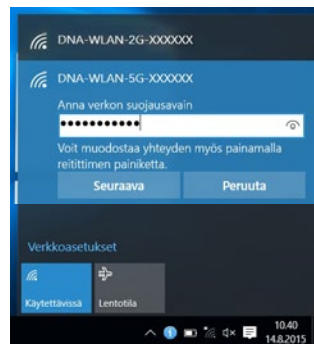 DNA-WLAN-2G-XXXXXX
DNA-WLAN-5G-XXXXXX
Anna verkon suojausavain
Voit muodostaa yhteyden myös painamalla
reitittimen painiketta.
Seuraava Peruuta
Verkkoasetukset
Käytettävissä Lentotila
10.40
14.8.2015